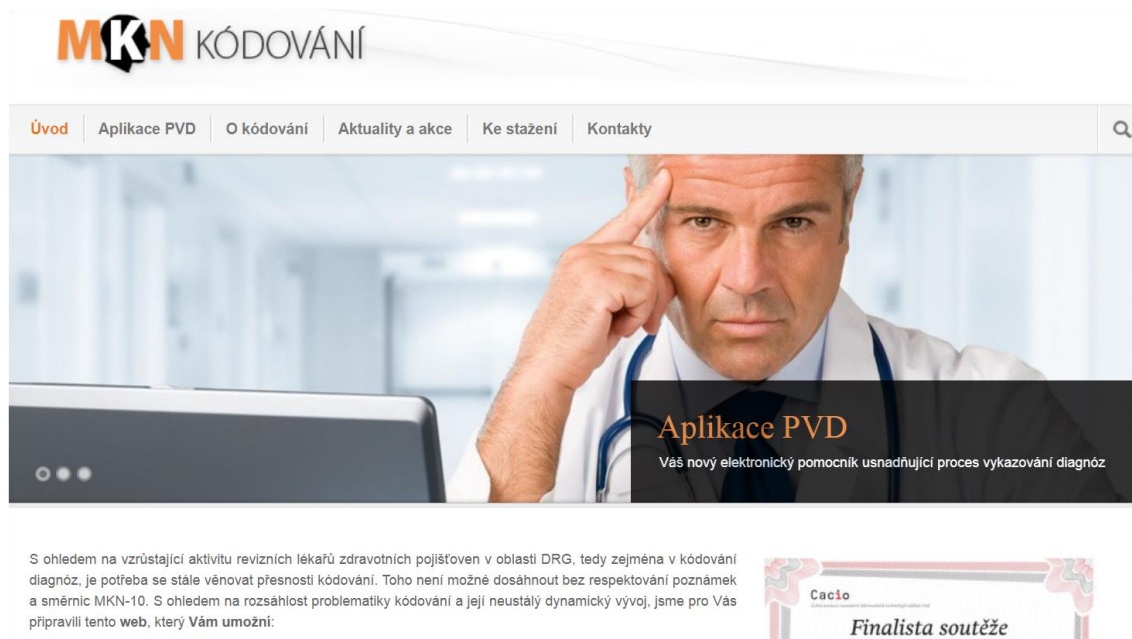 MKN KÓDOVÁNÍ
Úvod Aplikace PVD O kódování Aktuality a akce Ke stažení Kontakty
Aplikace PVD
Váš nový elektronický pomocník usnadňující proces vykazování diagnóz
S ohledem na vzrůstající aktivitu revizních lékařů zdravotních pojišťoven v oblasti DRG, tedy zejména v kódování
diagnóz, je potřeba se stále věnovat přesnosti kódování. Toho není možné dosáhnout bez respektování poznámek
a směrnic MKN-10. S ohledem na rozsáhlost problematiky kódování a její neustálý dynamický vývoj, jsme pro Vás
připravili tento web, který Vám umožní:
Cacio
Finalista soutěže